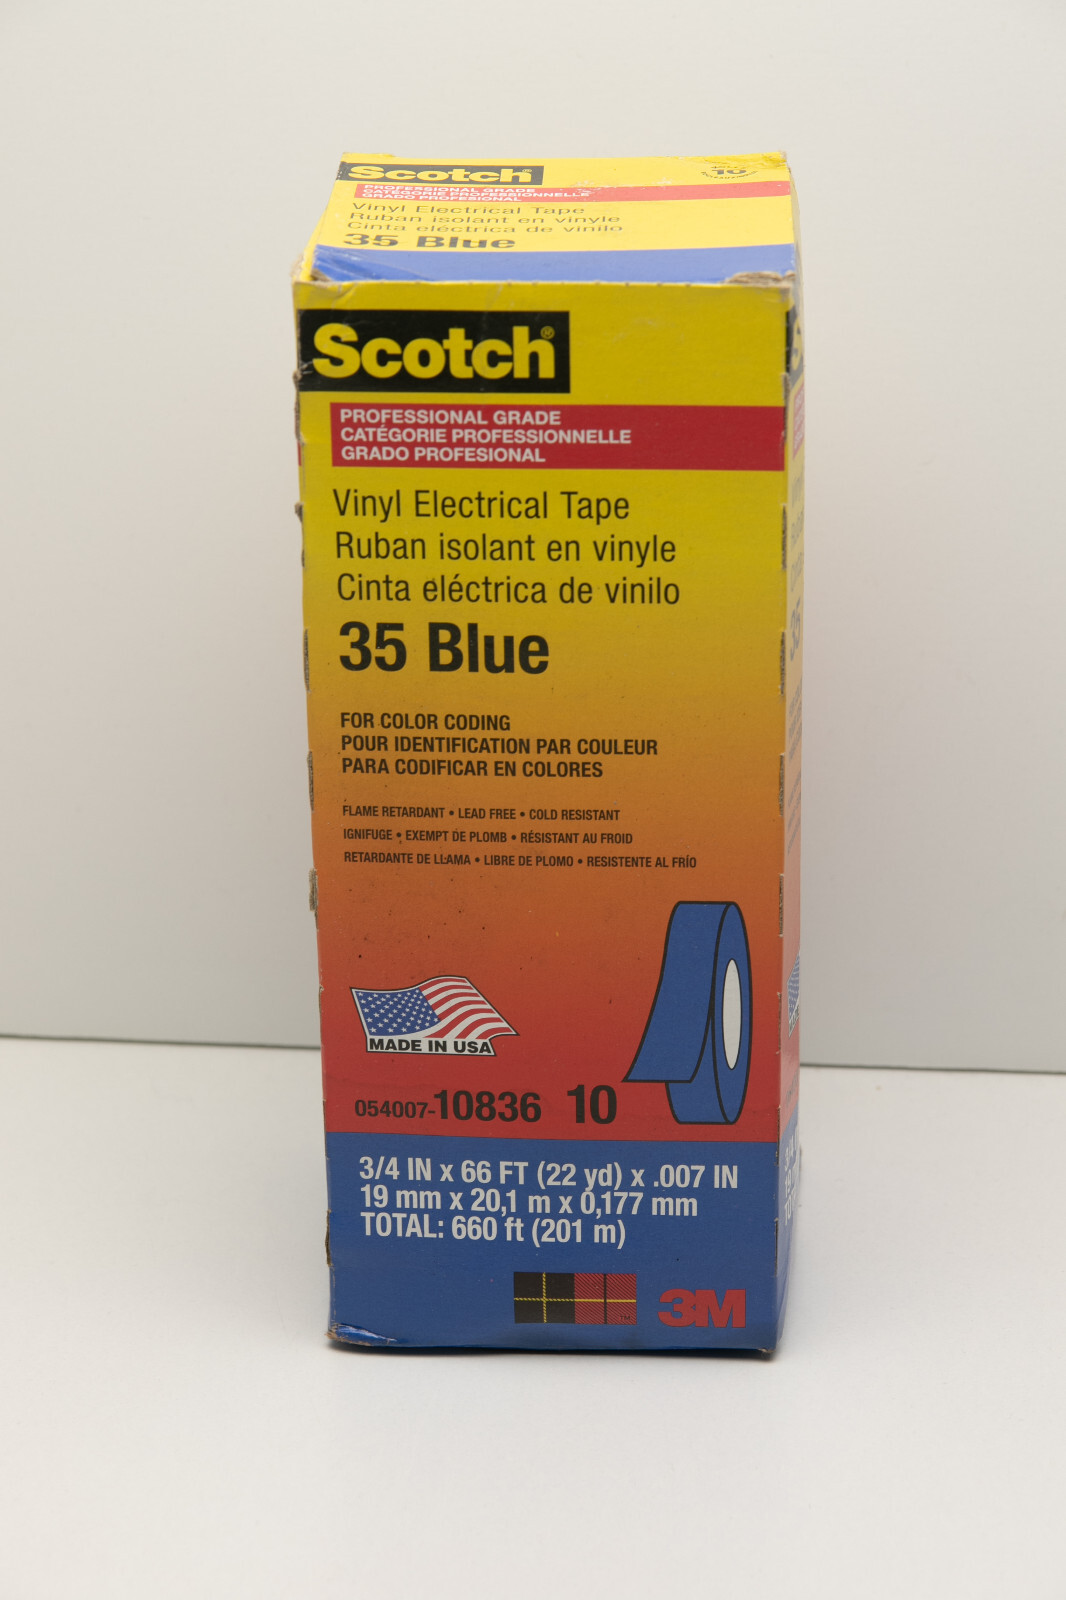 Scotch
PROFESSIONAL GRADE
CATÉGORIE PROFESSIONNELLE
GRADO PROFESIONAL
Vinyl Electrical Tape
Ruban isolant en vinyle
Cinta eléctrica de vinilo
35 Blue
10
Scotch®
PROFESSIONAL GRADE
CATÉGORIE PROFESSIONNELLE
GRADO PROFESIONAL
Vinyl Electrical Tape
Ruban isolant en vinyle
Cinta eléctrica de vinilo
35 Blue
FOR COLOR CODING
POUR IDENTIFICATION PAR COULEUR
PARA CODIFICAR EN COLORES
FLAME RETARDANT • LEAD FREE • COLD RESISTANT
IGNIFUGE • EXEMPT DE PLOMB • RÉSISTANT AU FROID
RETARDANTE DE LLAMA • LIBRE DE PLOMO • RESISTENTE AL FRÍO
MADE IN USA
054007-10836 10
3/4 IN x 66 FT (22 yd) x .007 IN
19 mm x 20,1 m x 0,177 mm
TOTAL: 660 ft (201 m)
™
3M